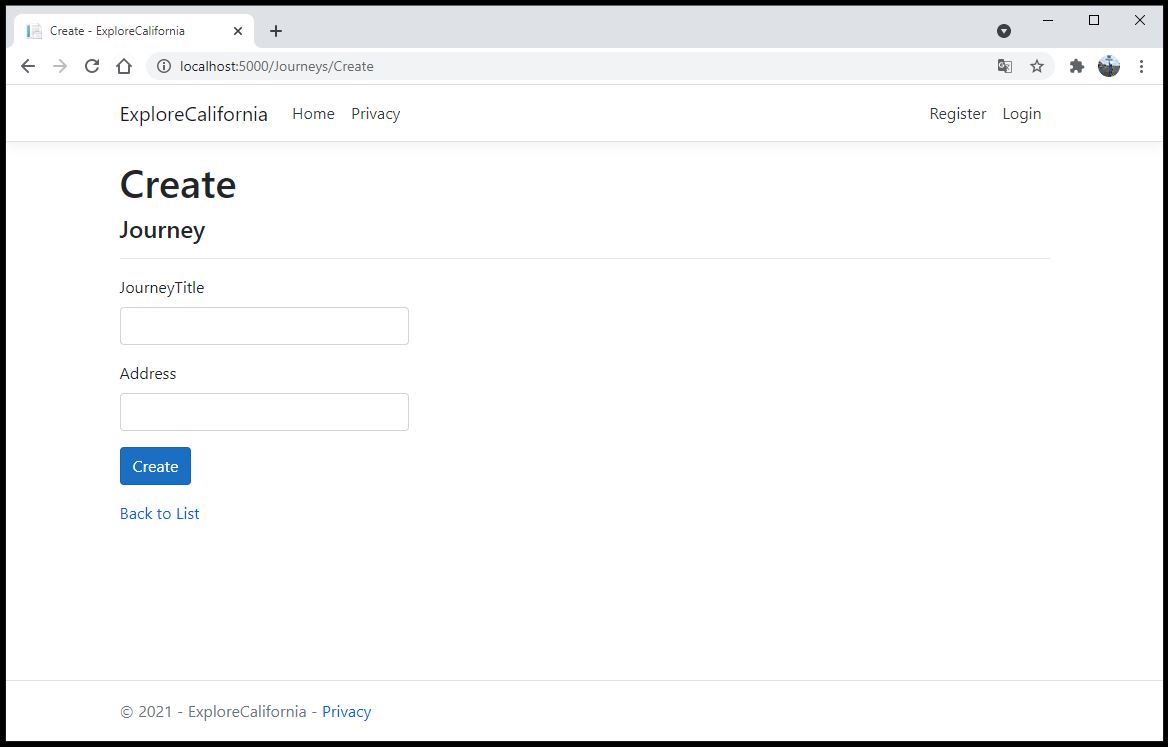 Create - ExploreCalifornia
localhost:5000/Journeys/Create
ExploreCalifornia Home Privacy Register Login
Create
Journey
JourneyTitle
Address
Create
Back to List
© 2021 - ExploreCalifornia - Privacy